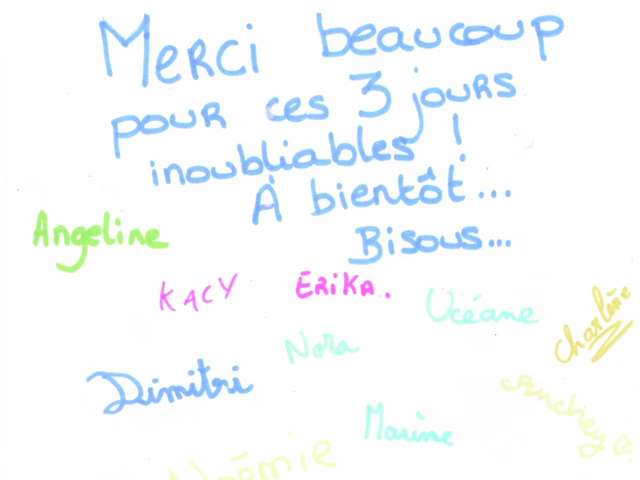 Merci beaucoup
pour ces 3 jours
inoubliables !
À bientôt...
Bisous...
Angeline
Kacy Erika.
Océane
Charline
Nora
Dimitri
Audrey
Marine
Noémie